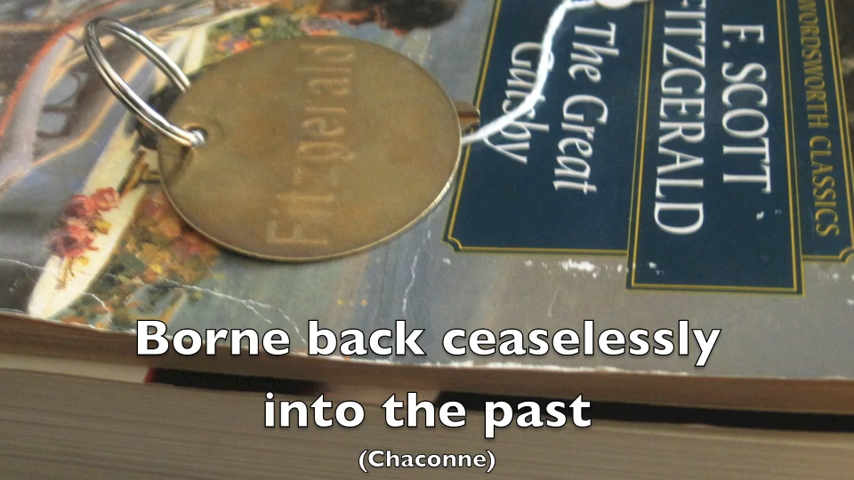 WORDSWORTH CLASSICS
F. SCOTT
FITZGERALD
The Great
Gatsby
Fitzgerald
Borne back ceaselessly
into the past
(Chaconne)